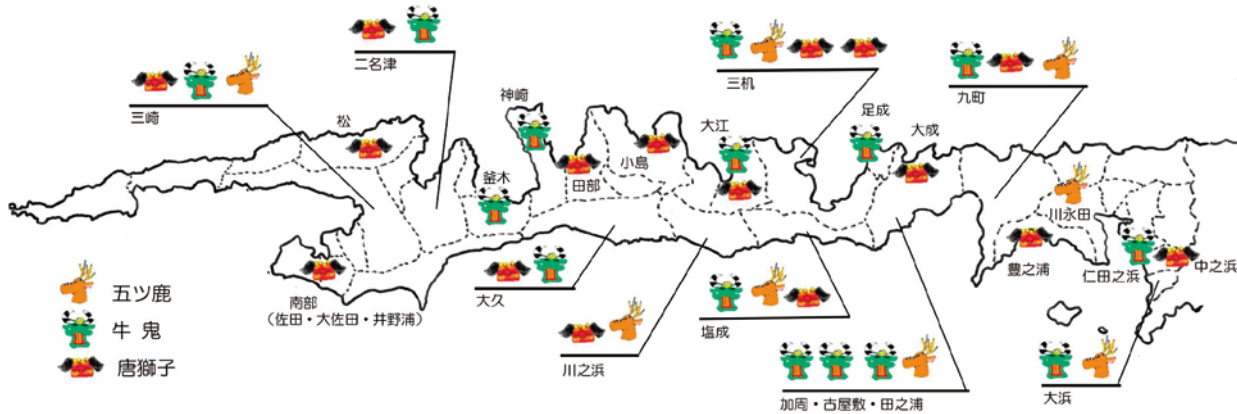 二名津
三崎
松
神崎
釜木
田部
小島
大江
三机
足成
大成
九町
川永田
豊之浦
仁田之浜
中之浜
南部
（佐田・大佐田・井野浦）
大久
川之浜
塩成
加周・古屋敷・田之浦
大浜
五ツ鹿
牛鬼
唐獅子